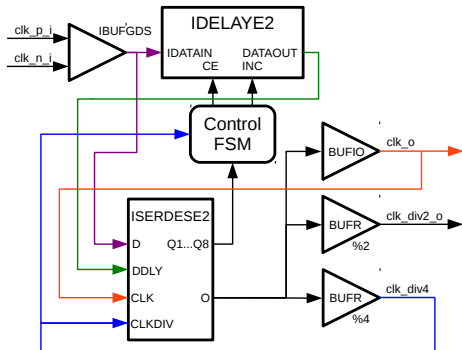 clk_p_i
clk_n_i
IBUFGDS
IDELAYE2
IDATAIN
DATAOUT
CE
INC
Control
FSM
BUFIO
clk_o
ISERDESE2
D
Q1...Q8
DDLY
CLK
O
CLKDIV
BUFR
%2
clk_div2_o
BUFR
%4
clk_div4